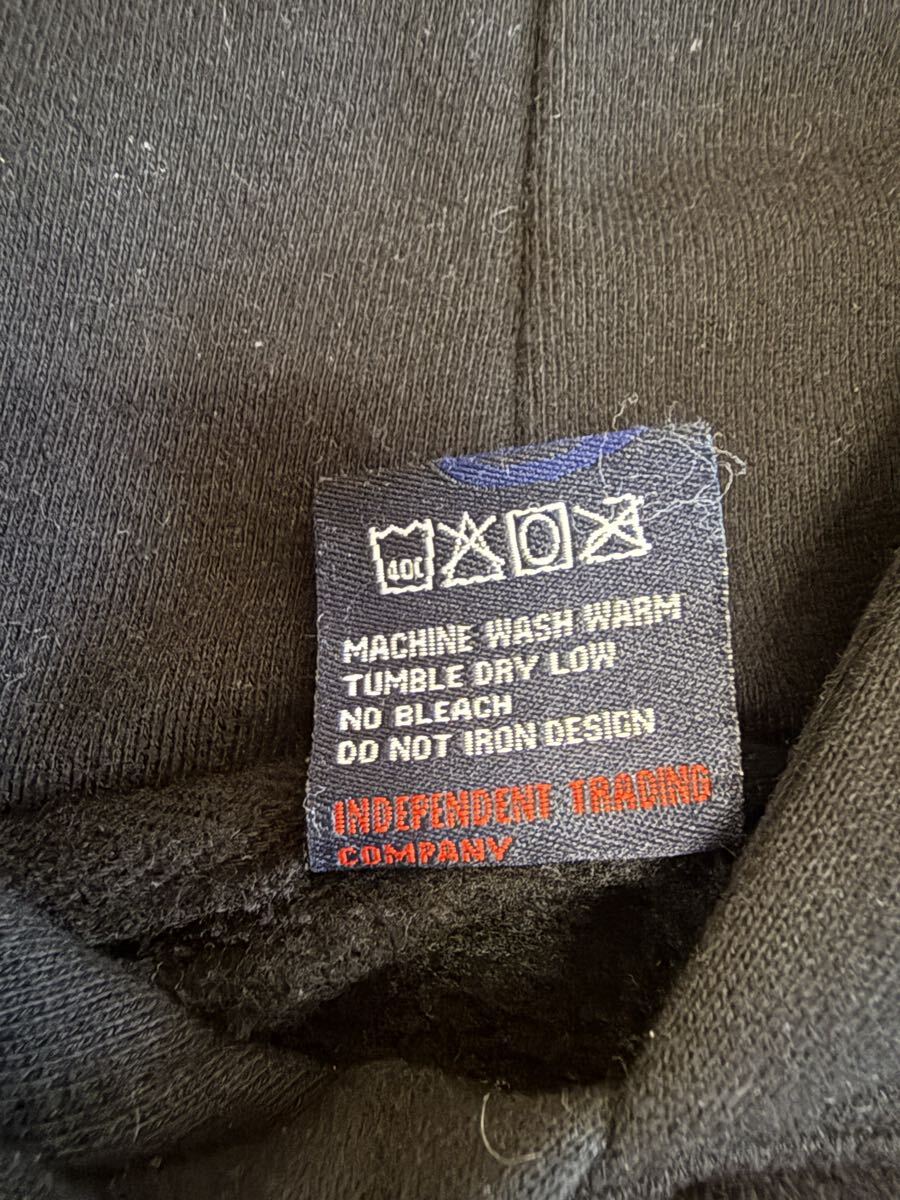 40C
MACHINE WASH WARM
TUMBLE DRY LOW
NO BLEACH
DO NOT IRON DESIGN
INDEPENDENT TRADING
COMPANY